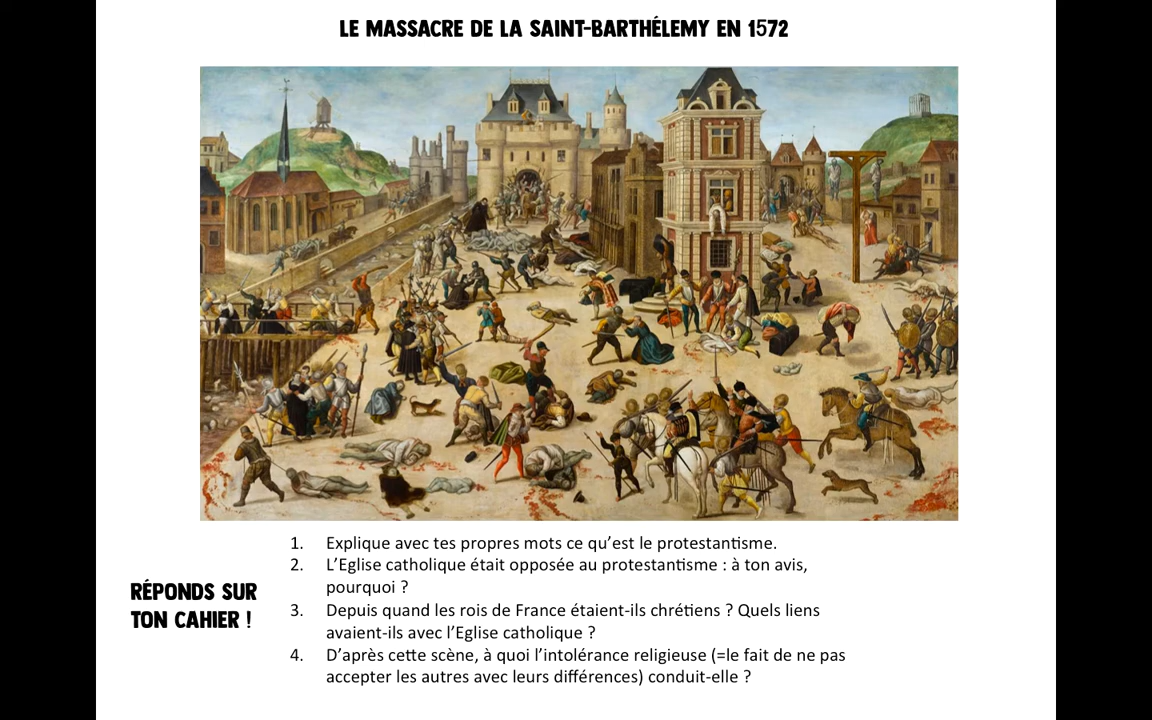 LE MASSACRE DE LA SAINT-BARTHÉLEMY EN 1572
RÉPONDS SUR
TON CAHIER !
1. Explique avec tes propres mots ce qu'est le protestantisme.
2. L'Eglise catholique était opposée au protestantisme : à ton avis,
pourquoi ?
3. Depuis quand les rois de France étaient-ils chrétiens ? Quels liens
avaient-ils avec l'Eglise catholique ?
4. D'après cette scène, à quoi l'intolérance religieuse (=le fait de ne pas
accepter les autres avec leurs différences) conduit-elle ?